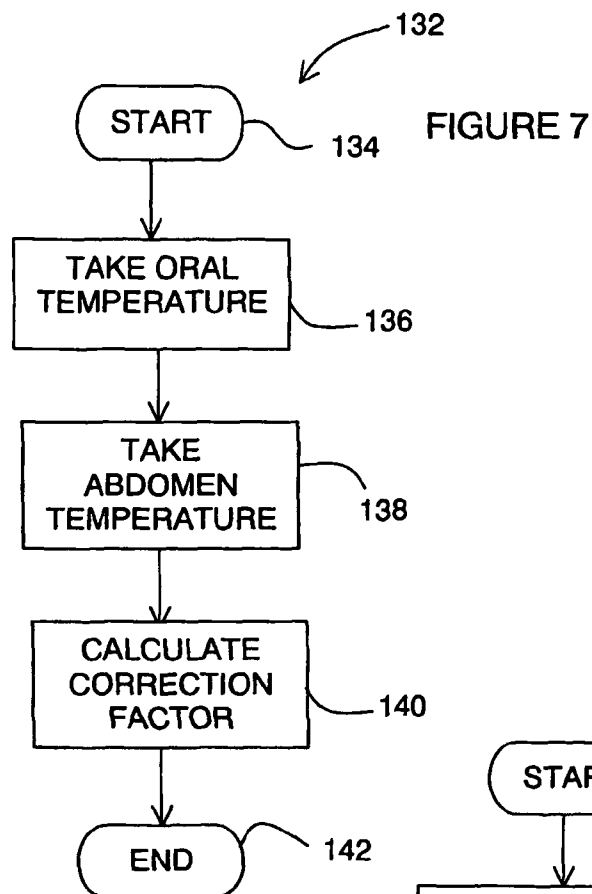 132
START
134
FIGURE 7
TAKE ORAL
TEMPERATURE
136
TAKE
ABDOMEN
TEMPERATURE
138
CALCULATE
CORRECTION
FACTOR
140
STAR
END
142